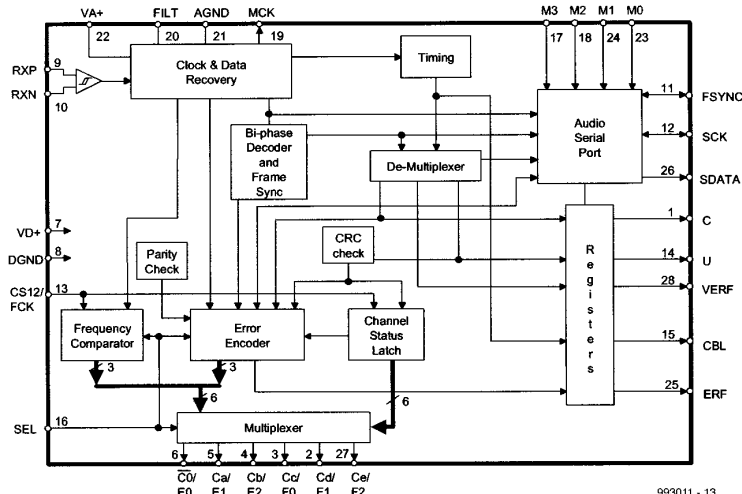 VA+ FILT AGND MCK M3 M2 M1 M0
22 20 21 19 17 18 24 23
RXP 9
RXN 10
Clock & Data
Recovery
Timing
Audio
Serial
Port
11 FSYNC
12 SCK
26 SDATA
Bi-phase
Decoder
and
Frame
Sync
De-Multiplexer
VD+ 7
DGND 8
CS12/
FCK 13
Parity
Check
CRC
check
Registers
1 C
14 U
28 VERF
15 CBL
25 ERF
Frequency
Comparator
Error
Encoder
Channel
Status
Latch
3 3
6 6
SEL 16
Multiplexer
6 5 4 3 2 27
C0/ Ca/ Cb/ Cc/ Cd/ Ce/
E0 E1 E2 F0 F1 F2
993011 - 13